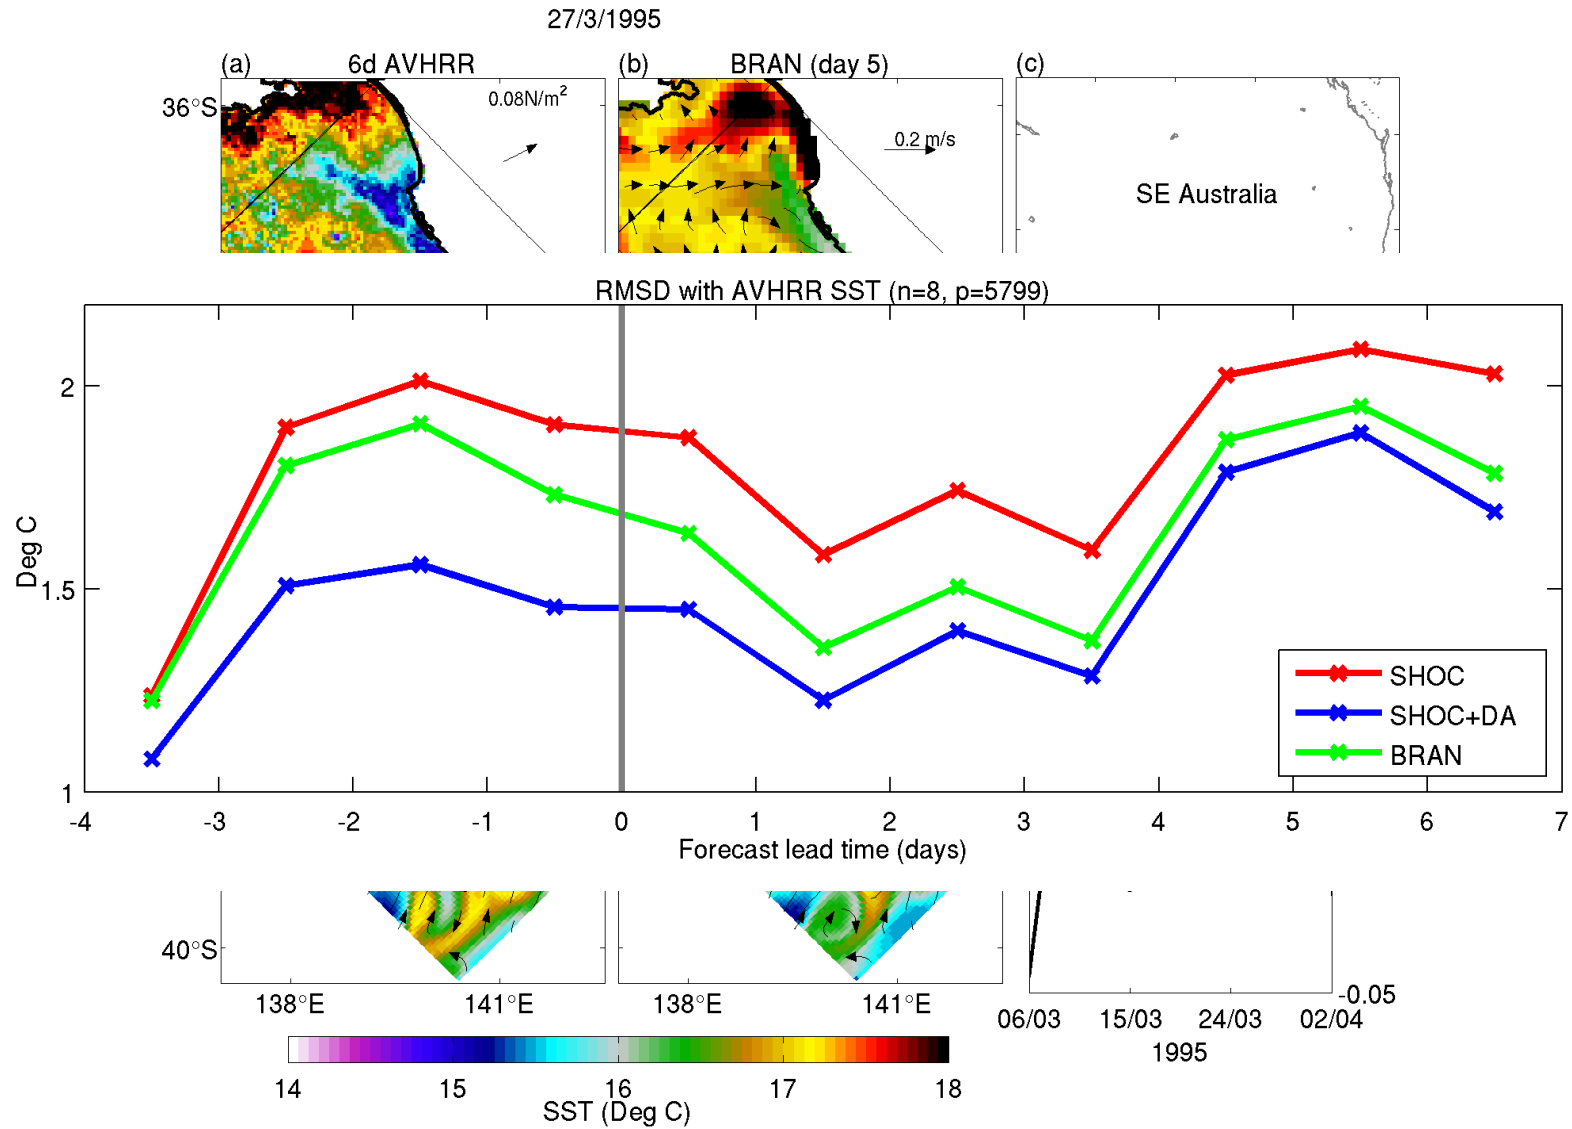 27/3/1995
(a) 6d AVHRR
(b) BRAN (day 5)
(c)
36°S
0.08N/m²
0.2 m/s
SE Australia
RMSD with AVHRR SST (n=8, p=5799)
2
1.5
1
Deg C
-4 -3 -2 -1 0 1 2 3 4 5 6 7
Forecast lead time (days)
SHOC
SHOC+DA
BRAN
40°S
138°E 141°E
138°E 141°E
-0.05
06/03 15/03 24/03 02/04
1995
14 15 16 17 18
SST (Deg C)